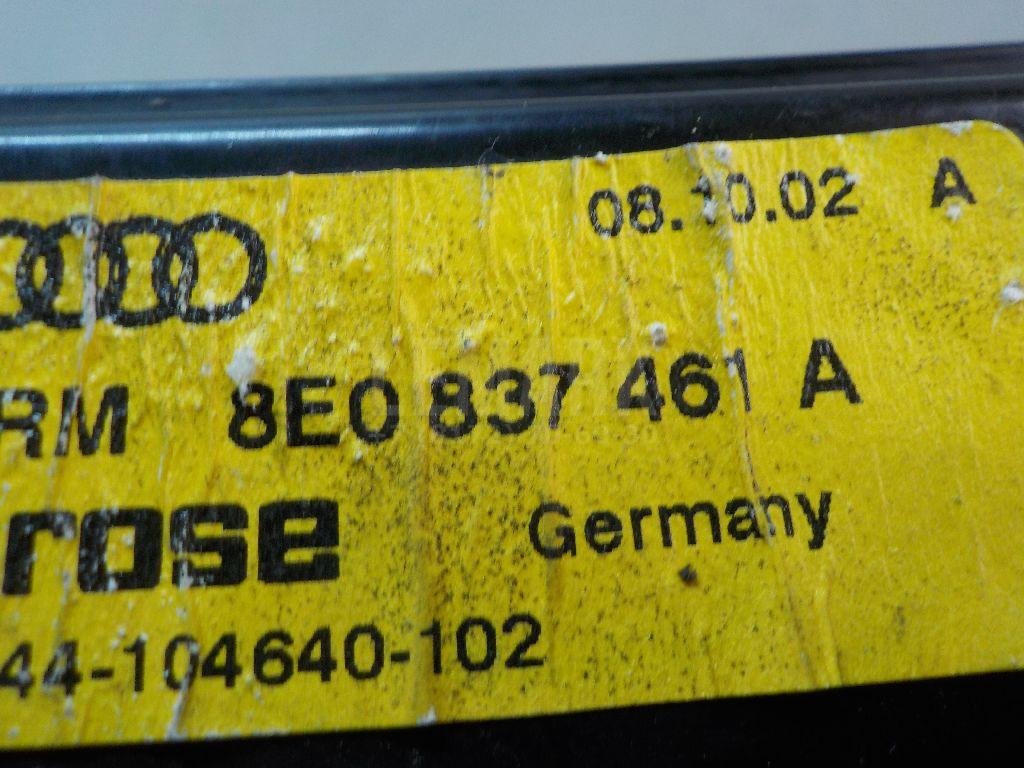 08.10.02 A
RM 8E0 837 461 A
rose Germany
44-104640-102